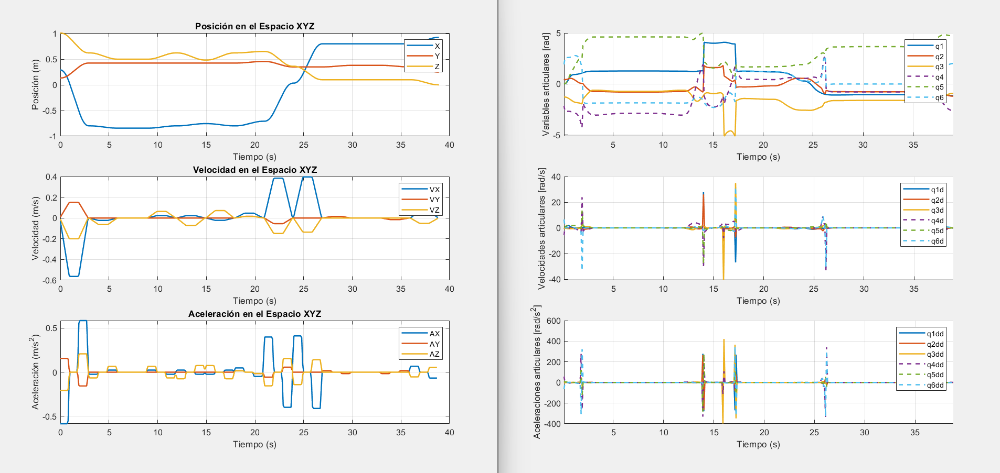 Posición en el Espacio XYZ
1
0.5
0
-0.5
-1
Posición (m)
X
Y
Z
0 5 10 15 20 25 30 35 40
Tiempo (s)
Velocidad en el Espacio XYZ
0.4
0.2
0
-0.2
-0.4
-0.6
Velocidad (m/s)
VX
VY
VZ
0 5 10 15 20 25 30 35 40
Tiempo (s)
Aceleración en el Espacio XYZ
0.5
0
-0.5
Aceleración (m/s²)
AX
AY
AZ
0 5 10 15 20 25 30 35 40
Tiempo (s)
5
0
-5
Variables articulares [rad]
q1
q2
q3
q4
q5
q6
5 10 15 20 25 30 35
Tiempo (s)
40
20
0
-20
-40
Velocidades articulares [rad/s]
q1d
q2d
q3d
q4d
q5d
q6d
5 10 15 20 25 30 35
Tiempo (s)
600
400
200
0
-200
-400
Aceleraciones articulares [rad/s²]
q1dd
q2dd
q3dd
q4dd
q5dd
q6dd
5 10 15 20 25 30 35
Tiempo (s)